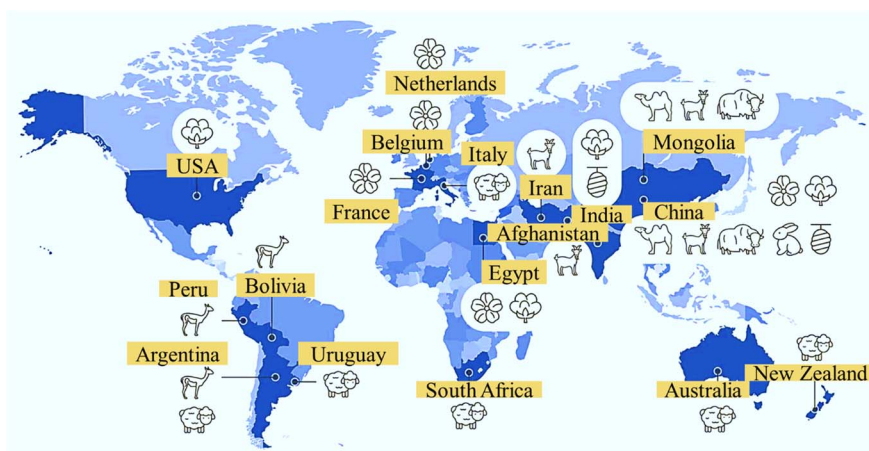 Netherlands
Belgium
Italy
Mongolia
USA
Iran
France
India
China
Afghanistan
Egypt
Peru
Bolivia
Argentina
Uruguay
South Africa
New Zealand
Australia